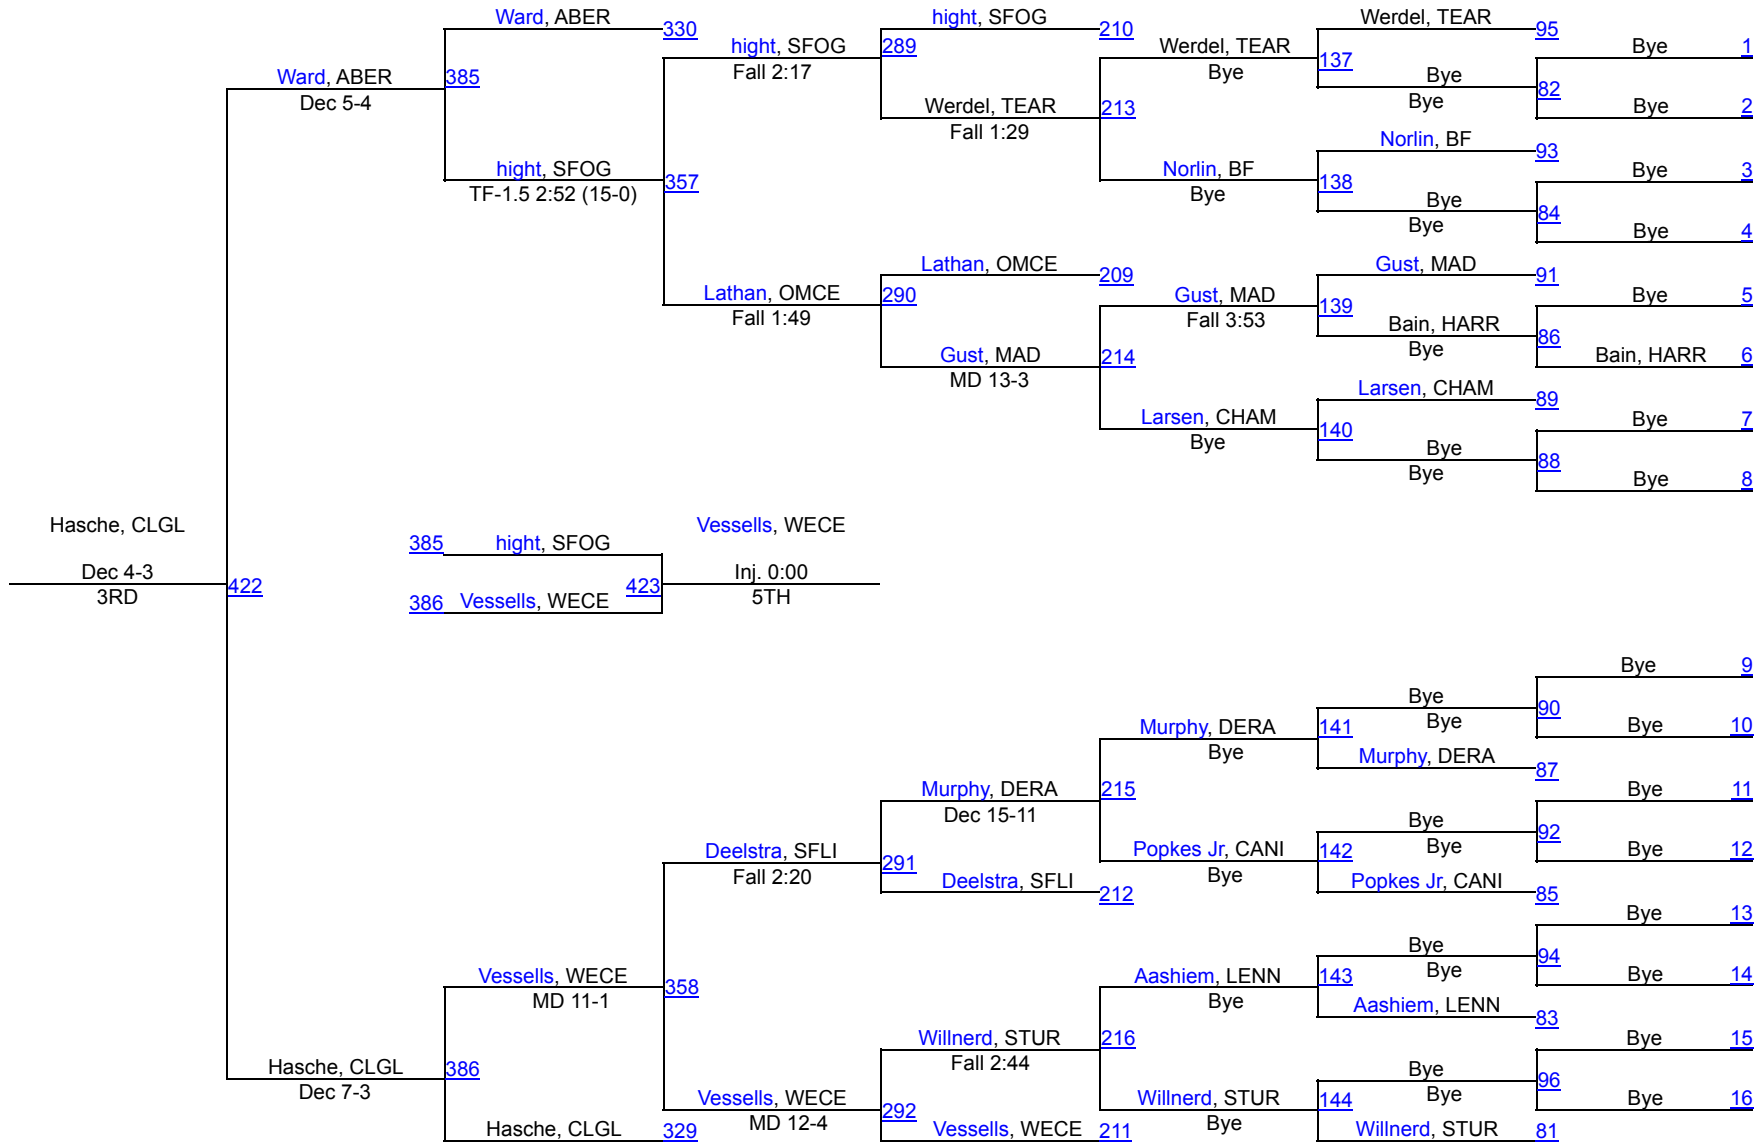 Ward, ABER
330
hight, SFOG
210
Werdel, TEAR
95
hight, SFOG
Fall 2:17
289
Werdel, TEAR
Bye
137
Bye
1
Ward, ABER
Dec 5-4
385
Bye
Bye
82
Werdel, TEAR
Fall 1:29
213
Bye
2
Norlin, BF
93
hight, SFOG
TF-1.5 2:52 (15-0)
357
Norlin, BF
Bye
138
Bye
3
Bye
Bye
84
Bye
4
Lathan, OMCE
209
Gust, MAD
91
Lathan, OMCE
Fall 1:49
290
Gust, MAD
Fall 3:53
139
Bye
5
Bain, HARR
Bye
86
Gust, MAD
MD 13-3
214
Bain, HARR
6
Larsen, CHAM
89
Larsen, CHAM
Bye
140
Bye
7
Bye
Bye
88
Bye
8
Hasche, CLGL
Dec 4-3
3RD
422
385
hight, SFOG
386
Vessells, WECE
423
Vessells, WECE
Inj. 0:00
5TH
Bye
9
Bye
Bye
90
Murphy, DERA
Bye
141
Bye
10
Murphy, DERA
87
Murphy, DERA
Dec 15-11
215
Bye
11
Bye
Bye
92
Deelstra, SFLI
Fall 2:20
291
Popkes Jr, CANI
Bye
142
Bye
12
Deelstra, SFLI
212
Popkes Jr, CANI
85
Bye
13
Bye
Bye
94
Vessells, WECE
MD 11-1
358
Aashiem, LENN
Bye
143
Bye
14
Aashiem, LENN
83
Willnerd, STUR
Fall 2:44
216
Bye
15
Hasche, CLGL
Dec 7-3
386
Bye
Bye
96
Vessells, WECE
MD 12-4
292
Willnerd, STUR
Bye
144
Bye
16
Hasche, CLGL
329
Vessells, WECE
211
Willnerd, STUR
81